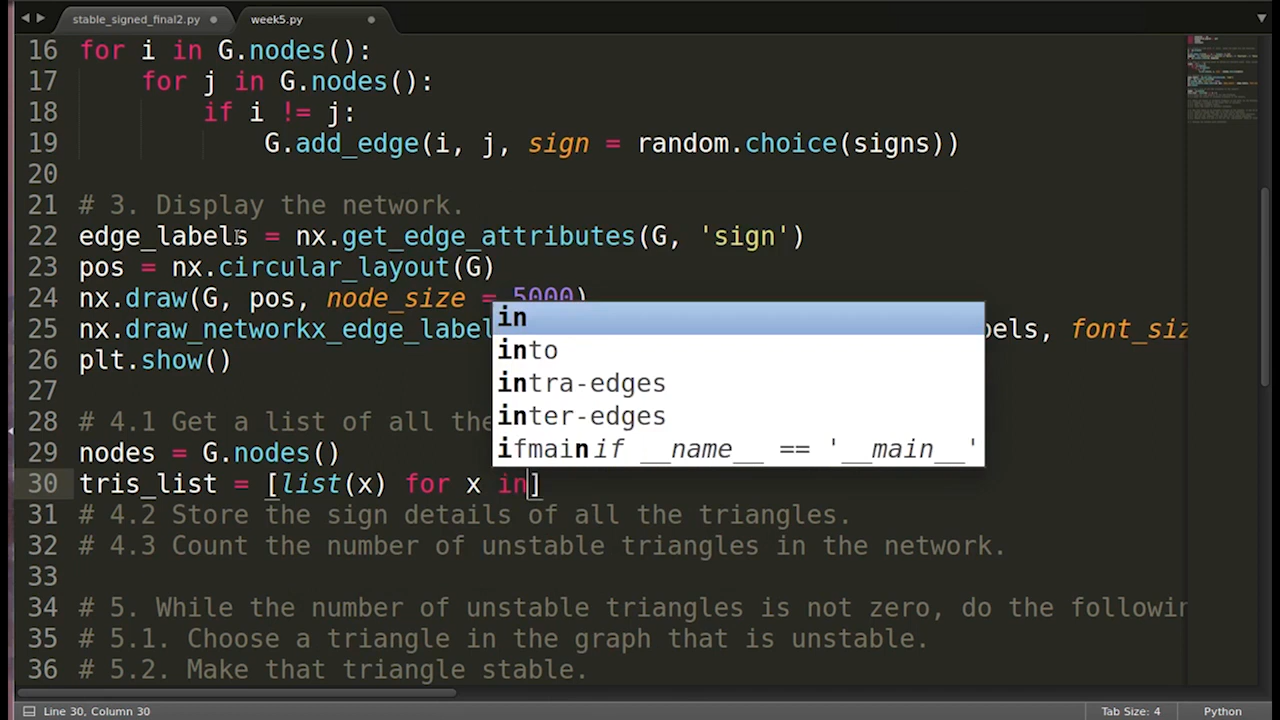 stable_signed_final2.py
week5.py
16 for i in G.nodes():
17 for j in G.nodes():
18 if i != j:
19 G.add_edge(i, j, sign = random.choice(signs))
20
21 # 3. Display the network.
22 edge_labels = nx.get_edge_attributes(G, 'sign')
23 pos = nx.circular_layout(G)
24 nx.draw(G, pos, node_size = 5000)
25 nx.draw_networkx_edge_label bels, font_siz
26 plt.show()
27
28 # 4.1 Get a list of all the
29 nodes = G.nodes()
30 tris_list = [list(x) for x in]
31 # 4.2 Store the sign details of all the triangles.
32 # 4.3 Count the number of unstable triangles in the network.
33
34 # 5. While the number of unstable triangles is not zero, do the followin
35 # 5.1. Choose a triangle in the graph that is unstable.
36 # 5.2. Make that triangle stable.
in
into
intra-edges
inter-edges
ifmain if __name__ == '__main__'
Line 30, Column 30
Tab Size: 4
Python